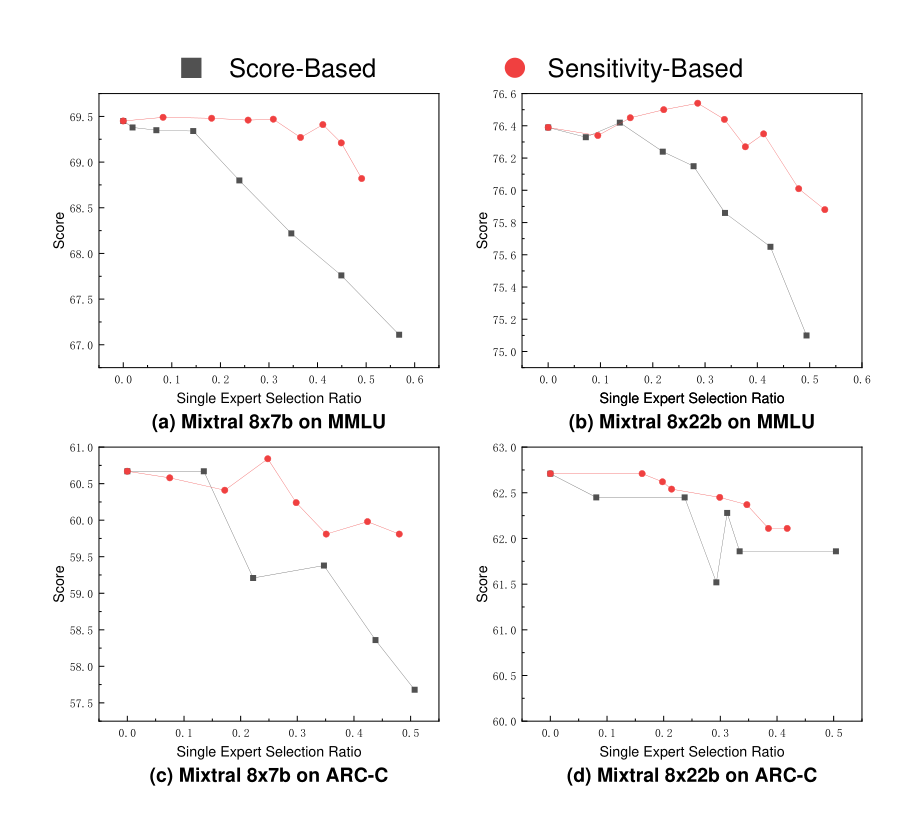 Score-Based Sensitivity-Based
69.5
69.0
68.5
68.0
67.5
67.0
Score
0.0 0.1 0.2 0.3 0.4 0.5 0.6
Single Expert Selection Ratio
(a) Mixtral 8x7b on MMLU
76.6
76.4
76.2
76.0
75.8
75.6
75.4
75.2
75.0
Score
0.0 0.1 0.2 0.3 0.4 0.5 0.6
Single Expert Selection Ratio
(b) Mixtral 8x22b on MMLU
61.0
60.5
60.0
59.5
59.0
58.5
58.0
57.5
Score
0.0 0.1 0.2 0.3 0.4 0.5
Single Expert Selection Ratio
(c) Mixtral 8x7b on ARC-C
63.0
62.5
62.0
61.5
61.0
60.5
60.0
Score
0.0 0.1 0.2 0.3 0.4 0.5
Single Expert Selection Ratio
(d) Mixtral 8x22b on ARC-C